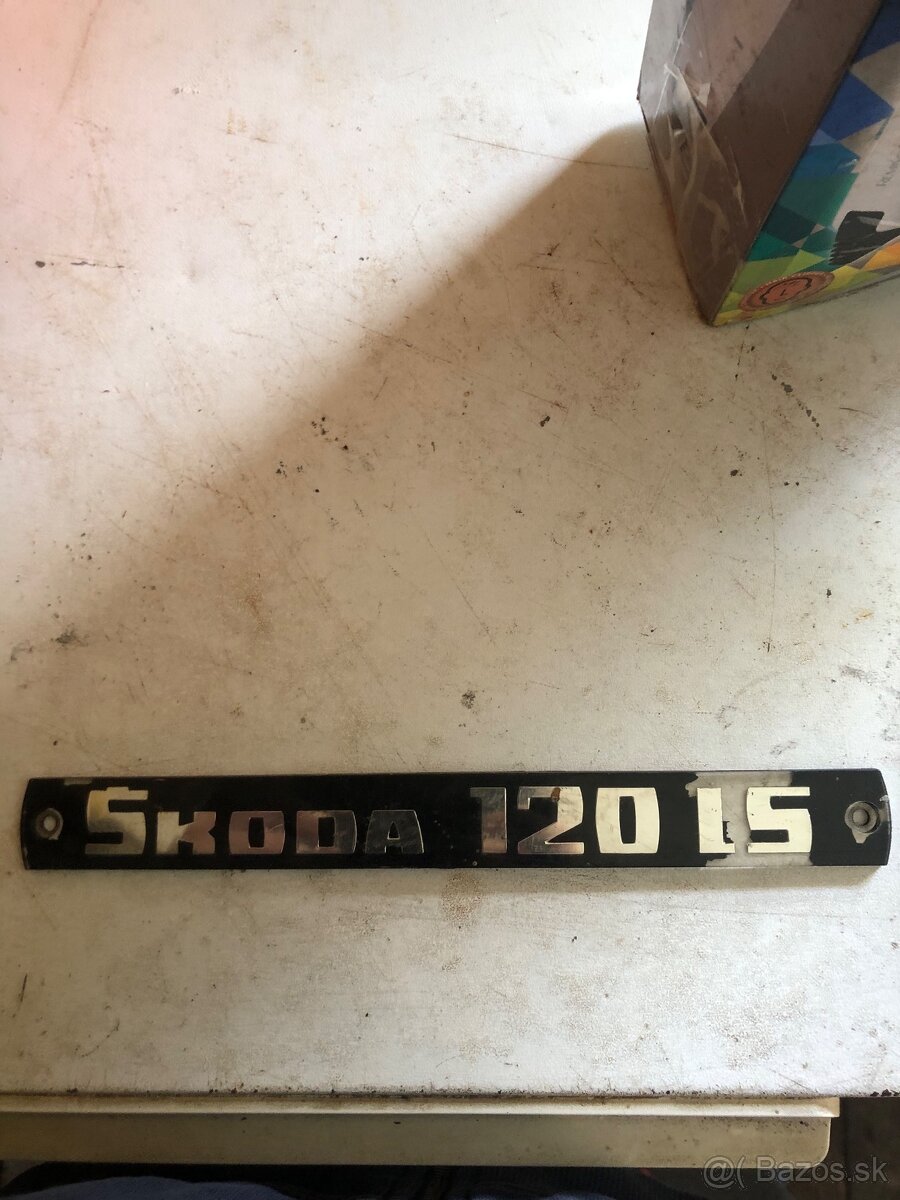 ŠKODA 120 LS
@( Bazos.sk